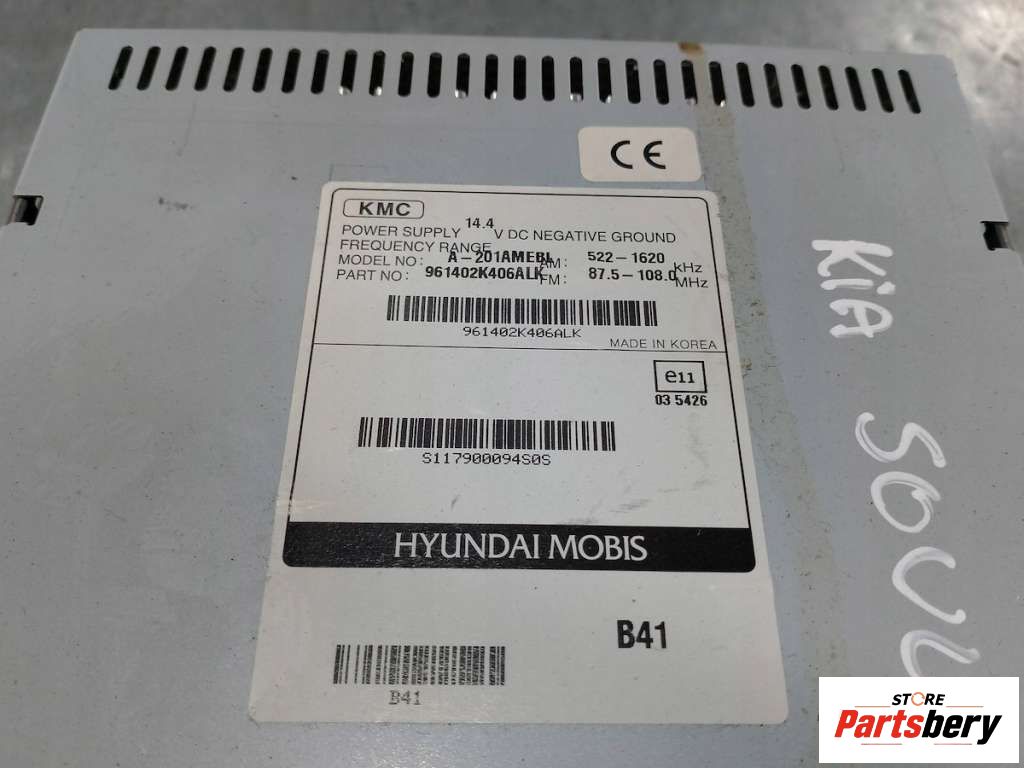 CE
KMC
POWER SUPPLY 14.4 V DC NEGATIVE GROUND
FREQUENCY RANGE
MODEL NO: A-201AMEBL AM: 522-1620 KHz
PART NO: 961402K406ALK FM: 87.5-108.0 MHz
961402K406ALK
MADE IN KOREA
e11
03 5426
S117900094S0S
HYUNDAI MOBIS
B41
B41
KiA
SOUL
STORE
Partsbery